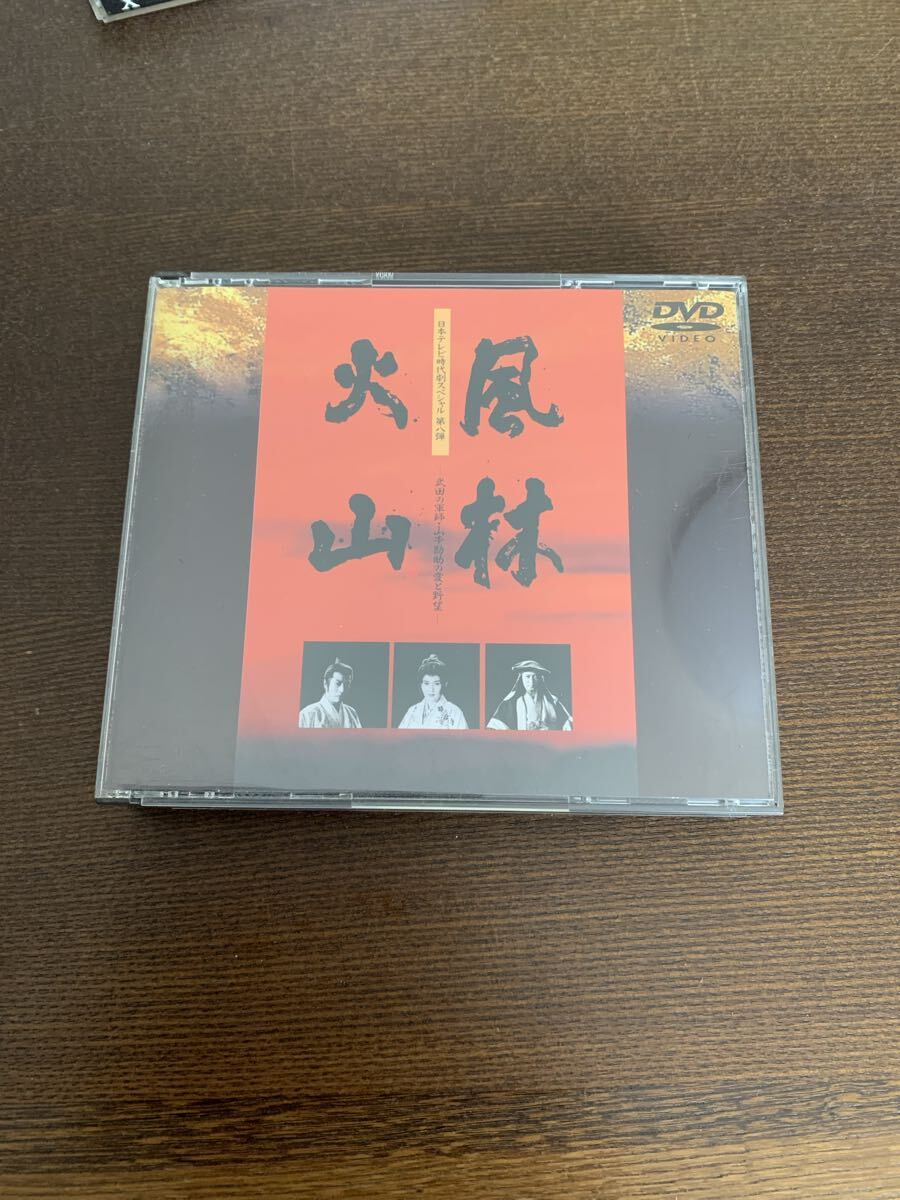 風林
火山
日本テレビ時代劇スペシャル 第八弾
―武田の軍師・山本勘助の愛と野望―
DVD
VIDEO
X